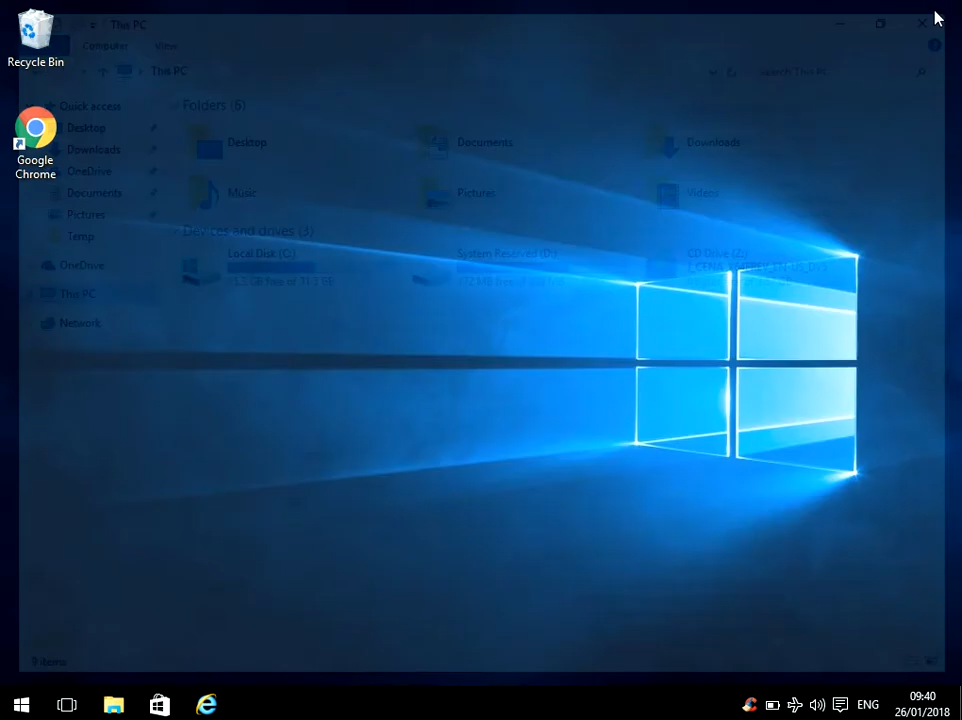 This PC
Recycle Bin
Computer View
This PC
Search This PC
Quick access
Folders (6)
Desktop
Desktop
Documents
Downloads
Downloads
Google
Chrome
OneDrive
Documents
Music
Pictures
Videos
Pictures
Temp
Devices and drives (3)
Local Disk (C:)
System Reserved (D:)
CD Drive (Z:)
OneDrive
This PC
Network
9 items
ENG
09:40
26/01/2018